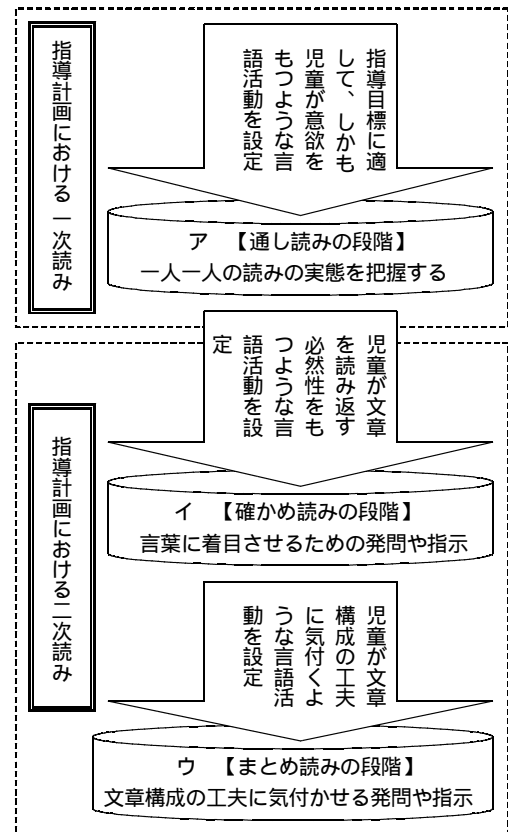 指導計画における一次読み
指導目標に適
して、しかも
児童が意欲を
もつような言
語活動を設定
ア 【通し読みの段階】
一人一人の読みの実態を把握する
指導計画における二次読み
児童が文章
を読み返す
必然性をも
つような言
語活動を設
定
イ 【確かめ読みの段階】
言葉に着目させるための発問や指示
児童が文章
構成の工夫
に気付くよ
うな言語活
動を設定
ウ 【まとめ読みの段階】
文章構成の工夫に気付かせる発問や指示